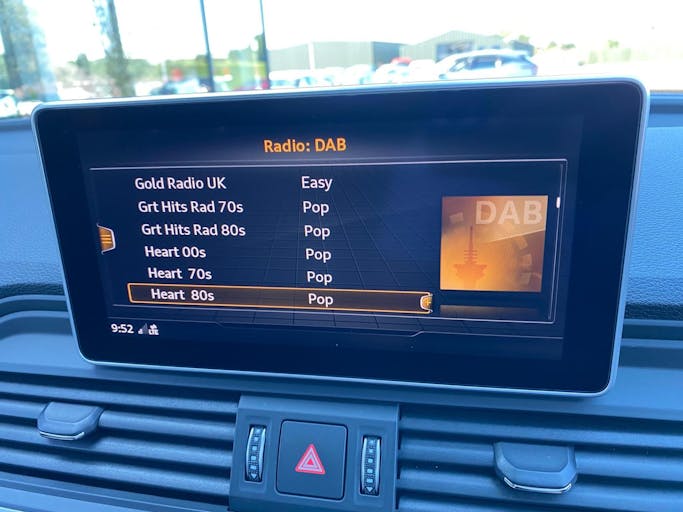 Radio: DAB
Gold Radio UK Easy
Grt Hits Rad 70s Pop
Grt Hits Rad 80s Pop
Heart 00s Pop
Heart 70s Pop
Heart 80s Pop
DAB
9:52 LTE